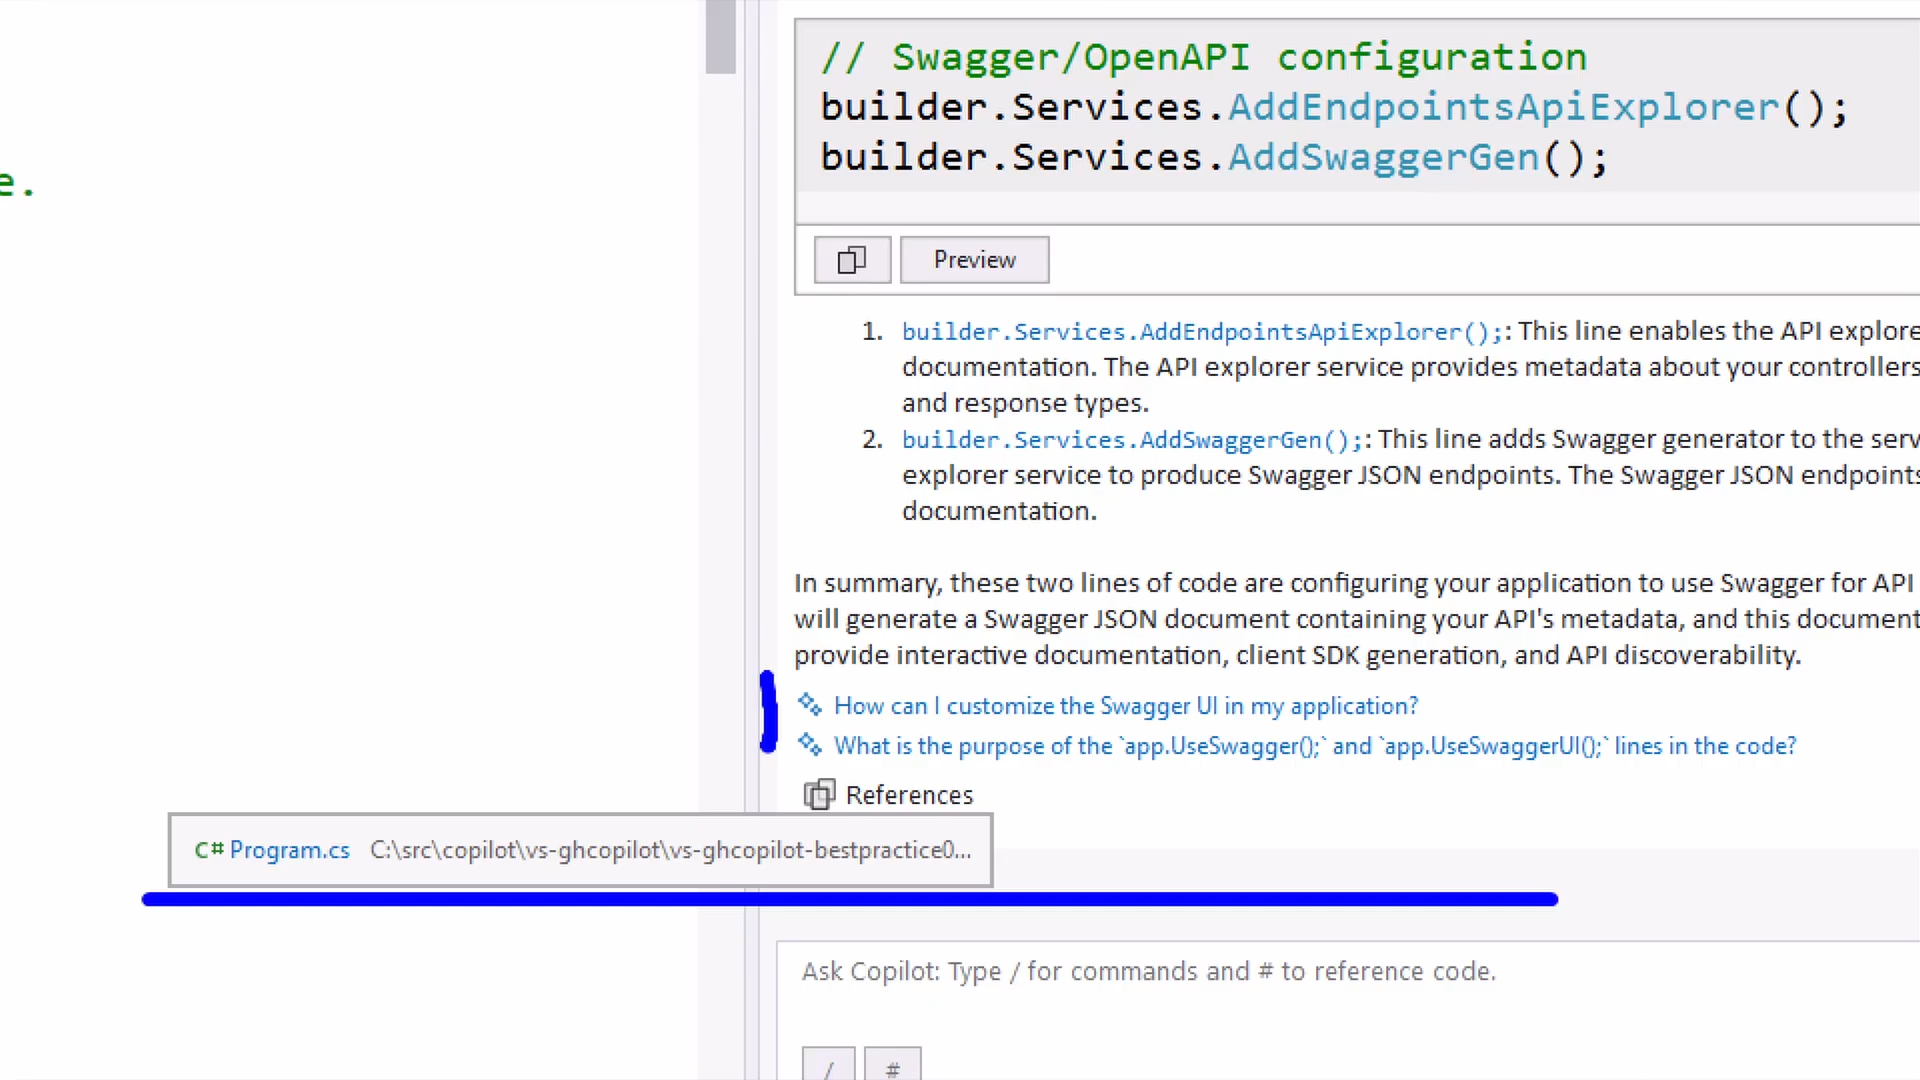 // Swagger/OpenAPI configuration
builder.Services.AddEndpointsApiExplorer();
builder.Services.AddSwaggerGen();
e.
Preview
1. builder.Services.AddEndpointsApiExplorer();: This line enables the API explore
documentation. The API explorer service provides metadata about your controllers
and response types.
2. builder.Services.AddSwaggerGen();: This line adds Swagger generator to the serv
explorer service to produce Swagger JSON endpoints. The Swagger JSON endpoints
documentation.
In summary, these two lines of code are configuring your application to use Swagger for API
will generate a Swagger JSON document containing your API's metadata, and this document
provide interactive documentation, client SDK generation, and API discoverability.
How can I customize the Swagger UI in my application?
What is the purpose of the `app.UseSwagger();` and `app.UseSwaggerUI();` lines in the code?
References
C# Program.cs C:\src\copilot\vs-ghcopilot\vs-ghcopilot-bestpractice0...
Ask Copilot: Type / for commands and # to reference code.
/ #